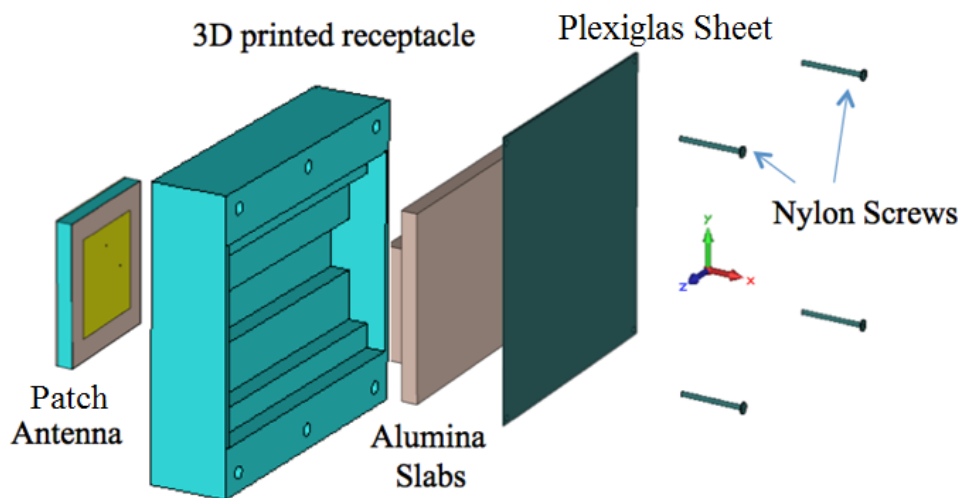 3D printed receptacle
Plexiglas Sheet
Nylon Screws
y
z
x
Patch
Antenna
Alumina
Slabs